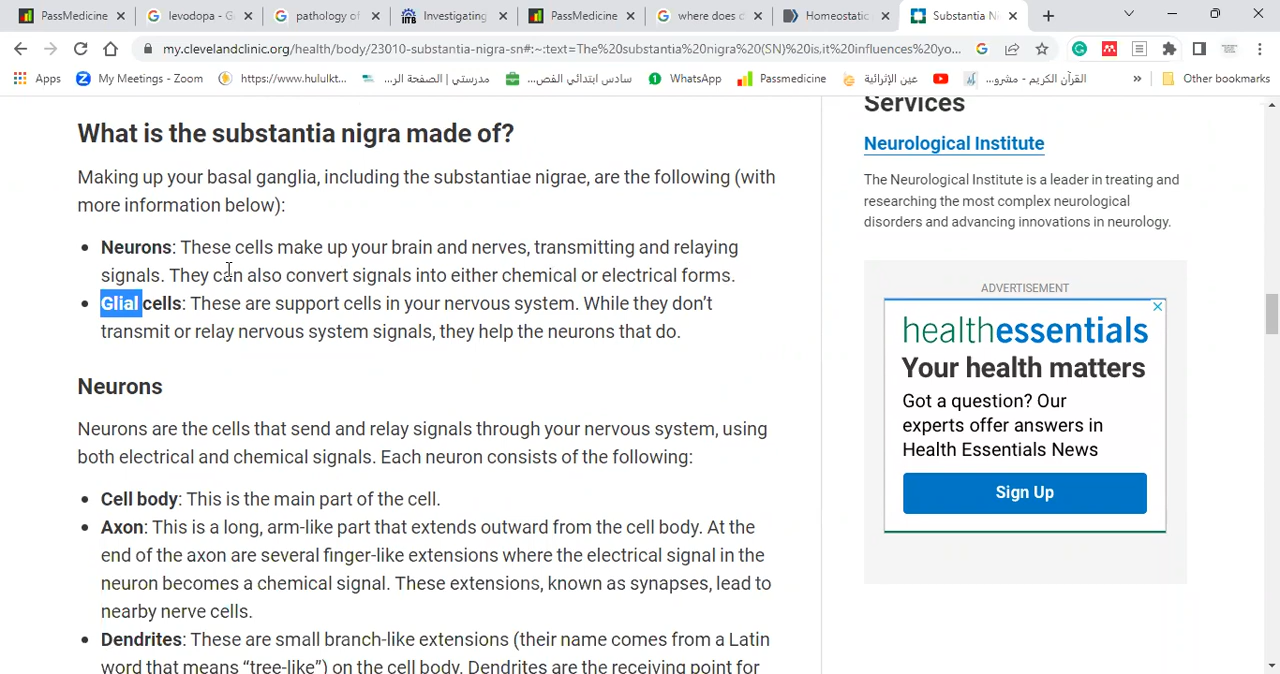 PassMedicine
levodopa - G
pathology of
Investigating
PassMedicine
where does d
Homeostatic
Substantia Ni
my.clevelandclinic.org/health/body/23010-substantia-nigra-sn#:~:text=The%20substantia%20nigra%20(SN)%20is,it%20influences%20yo...
Apps
My Meetings - Zoom
https://www.hululkt...
مدرستي | الصفحة الر...
سادس ابتدائي الفص...
WhatsApp
Passmedicine
عين الإثرائية
القرآن الكريم - مشرو...
»
Other bookmarks
What is the substantia nigra made of?
Making up your basal ganglia, including the substantiae nigrae, are the following (with
more information below):
• Neurons: These cells make up your brain and nerves, transmitting and relaying
signals. They can also convert signals into either chemical or electrical forms.
• Glial cells: These are support cells in your nervous system. While they don’t
transmit or relay nervous system signals, they help the neurons that do.
Neurons
Neurons are the cells that send and relay signals through your nervous system, using
both electrical and chemical signals. Each neuron consists of the following:
• Cell body: This is the main part of the cell.
• Axon: This is a long, arm-like part that extends outward from the cell body. At the
end of the axon are several finger-like extensions where the electrical signal in the
neuron becomes a chemical signal. These extensions, known as synapses, lead to
nearby nerve cells.
• Dendrites: These are small branch-like extensions (their name comes from a Latin
word that means “tree-like”) on the cell body. Dendrites are the receiving point for
Services
Neurological Institute
The Neurological Institute is a leader in treating and
researching the most complex neurological
disorders and advancing innovations in neurology.
ADVERTISEMENT
healthessentials
Your health matters
Got a question? Our
experts offer answers in
Health Essentials News
Sign Up